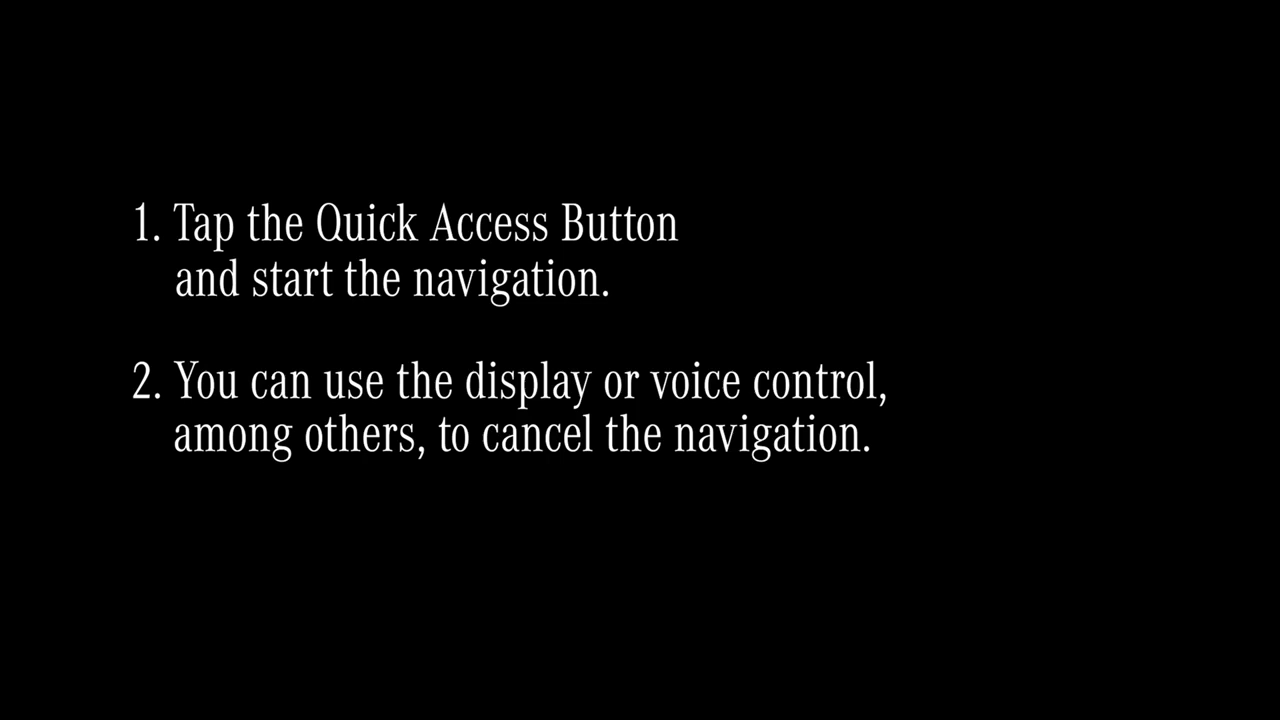 1. Tap the Quick Access Button
and start the navigation.
2. You can use the display or voice control,
among others, to cancel the navigation.